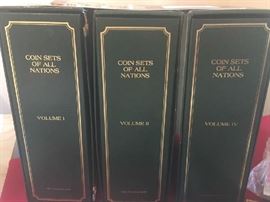 COIN SETS
OF ALL
NATIONS
VOLUME I
COIN SETS
OF ALL
NATIONS
VOLUME II
COIN SETS
OF ALL
NATIONS
VOLUME IV